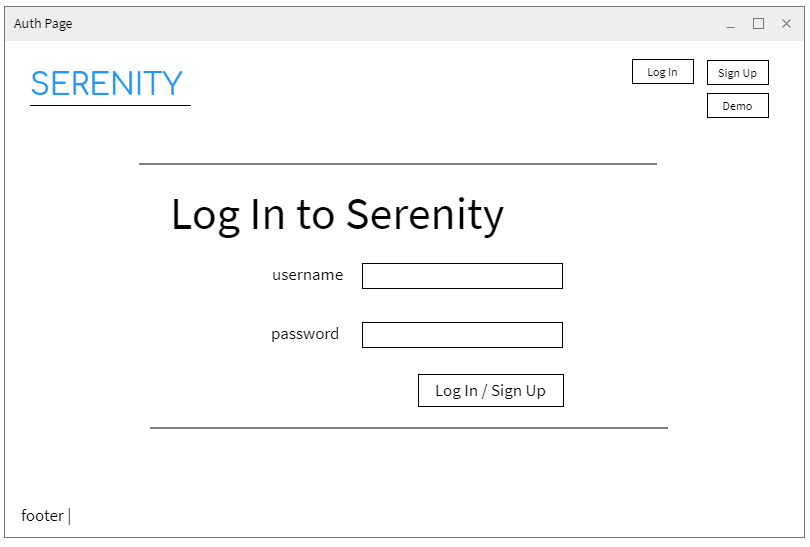 Auth Page
SERENITY
Log In
Sign Up
Demo
Log In to Serenity
username
password
Log In / Sign Up
footer |